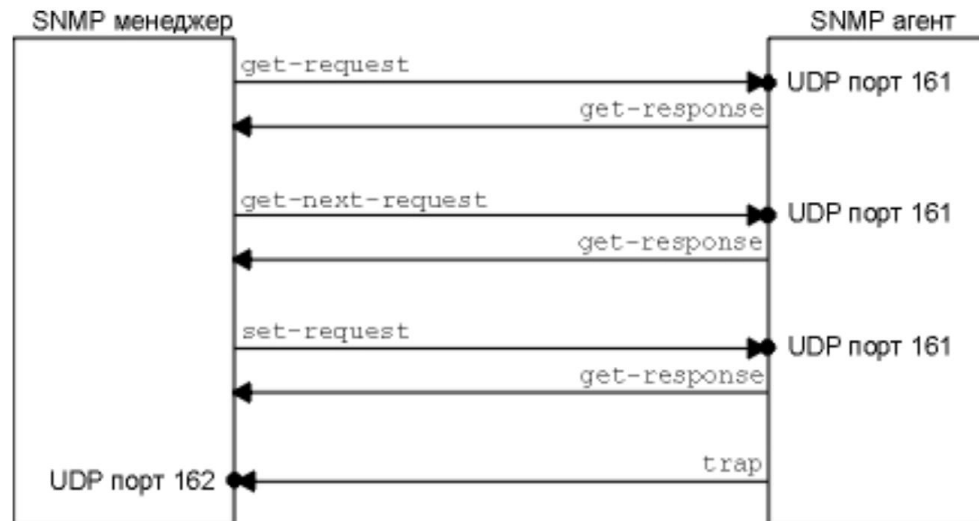 SNMP менеджер
SNMP агент
get-request
UDP порт 161
get-response
get-next-request
UDP порт 161
get-response
set-request
UDP порт 161
get-response
trap
UDP порт 162